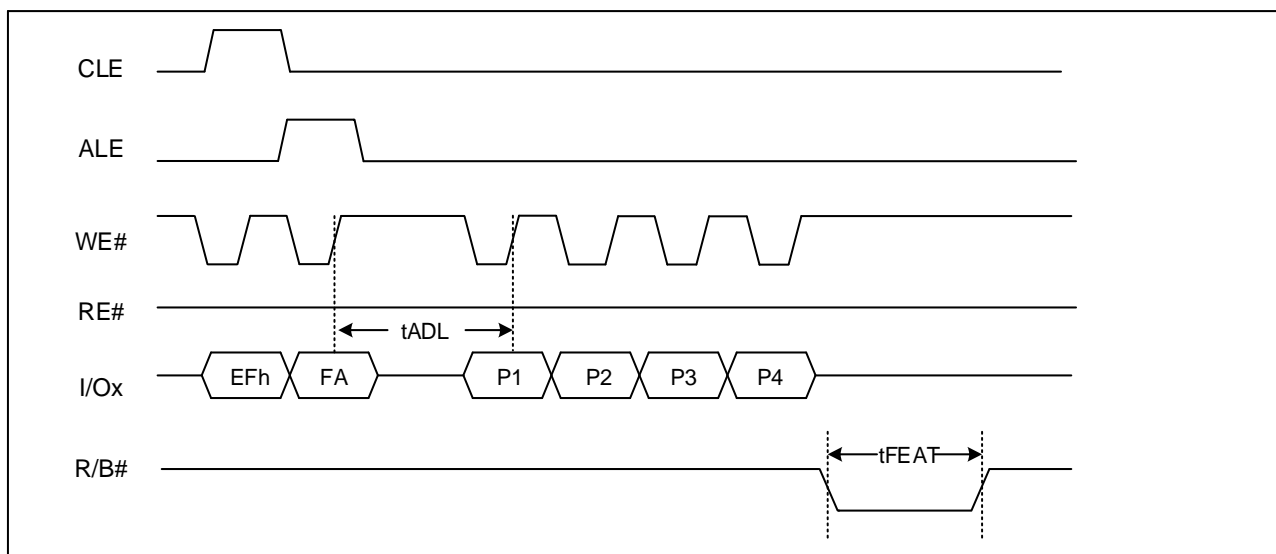 CLE
ALE
WE#
RE#
tADL
I/Ox EFh FA P1 P2 P3 P4
R/B# tFEAT